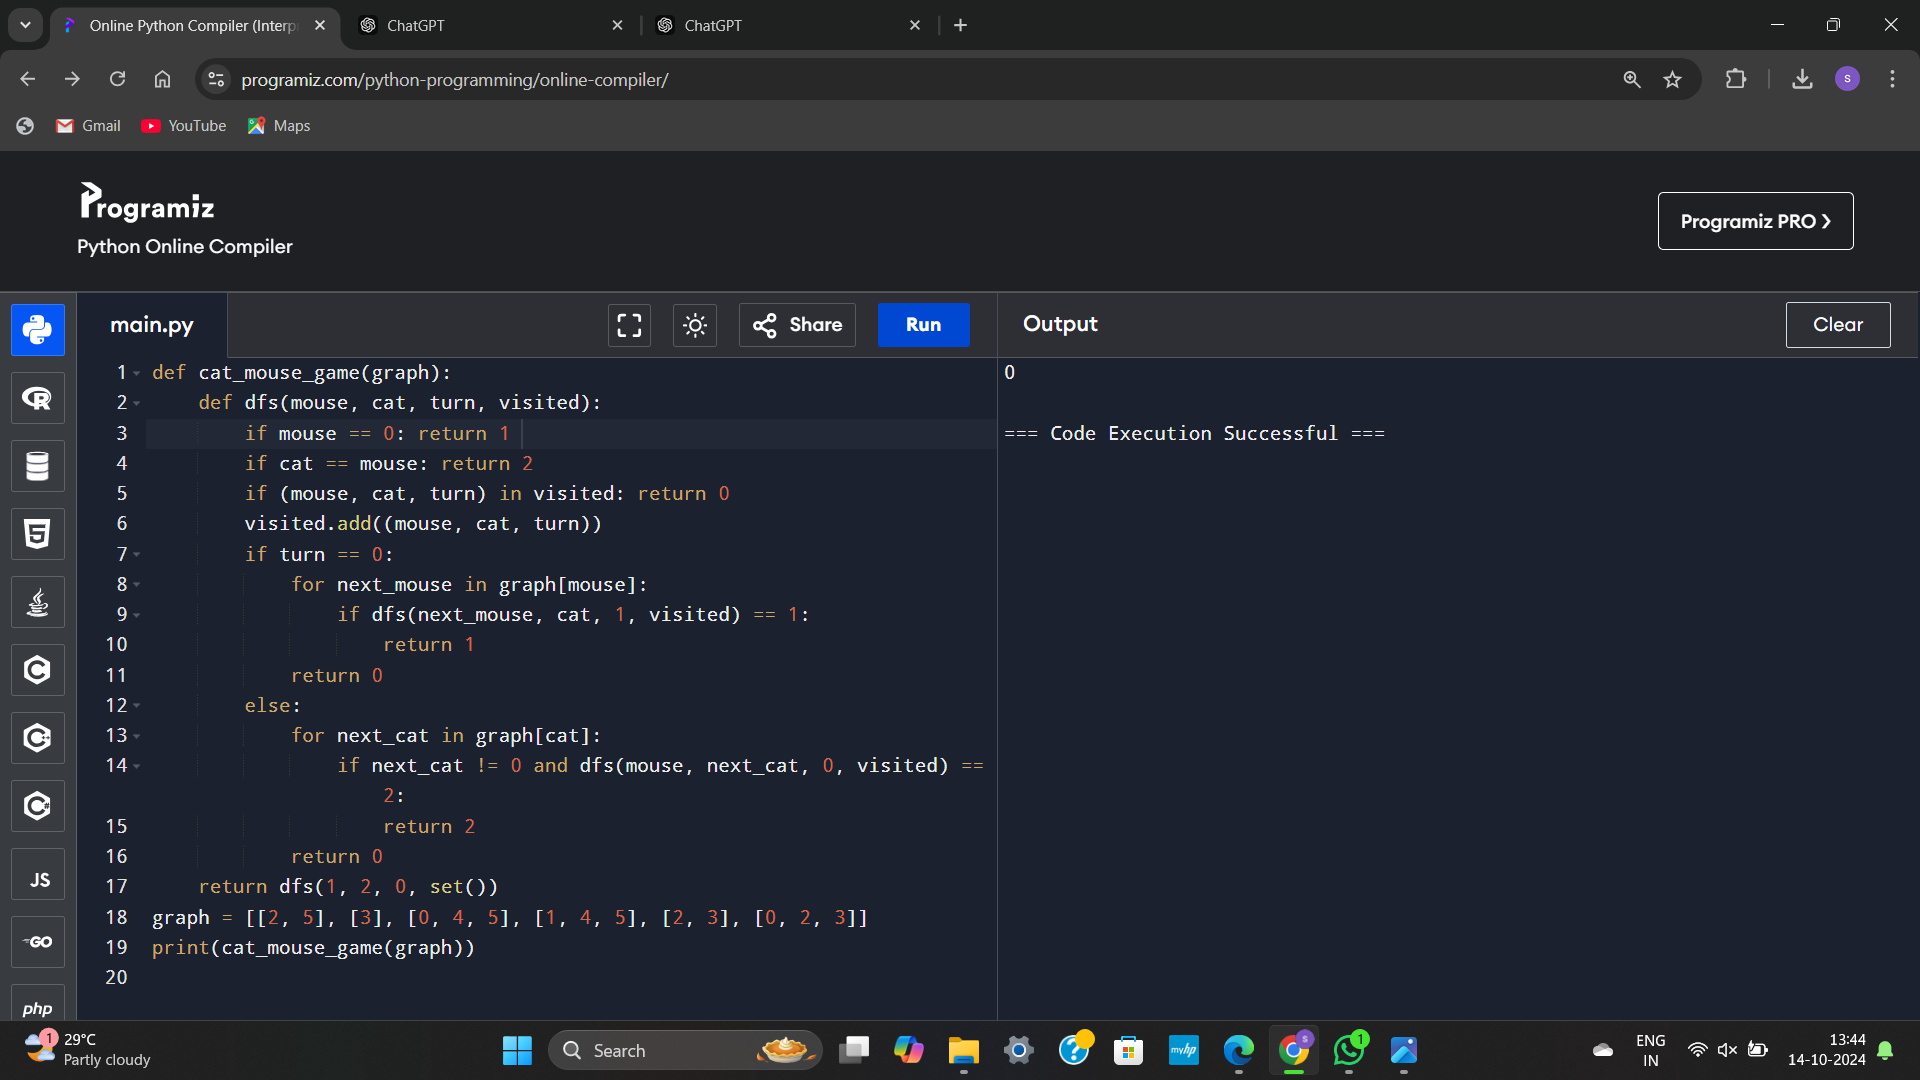 Online Python Compiler (Interp
ChatGPT
ChatGPT
programiz.com/python-programming/online-compiler/
S
Gmail
YouTube
Maps
Programiz
Python Online Compiler
Programiz PRO ❯
main.py
Share
Run
Output
Clear
1 def cat_mouse_game(graph):
2     def dfs(mouse, cat, turn, visited):
3         if mouse == 0: return 1
4         if cat == mouse: return 2
5         if (mouse, cat, turn) in visited: return 0
6         visited.add((mouse, cat, turn))
7         if turn == 0:
8             for next_mouse in graph[mouse]:
9                 if dfs(next_mouse, cat, 1, visited) == 1:
10                     return 1
11             return 0
12         else:
13             for next_cat in graph[cat]:
14                 if next_cat != 0 and dfs(mouse, next_cat, 0, visited) ==
2:
15                     return 2
16             return 0
17     return dfs(1, 2, 0, set())
18 graph = [[2, 5], [3], [0, 4, 5], [1, 4, 5], [2, 3], [0, 2, 3]]
19 print(cat_mouse_game(graph))
20
0
=== Code Execution Successful ===
R
5
C
C
C#
JS
GO
php
1
29°C
Partly cloudy
Search
?
myhp
S
1
ENG
IN
13:44
14-10-2024